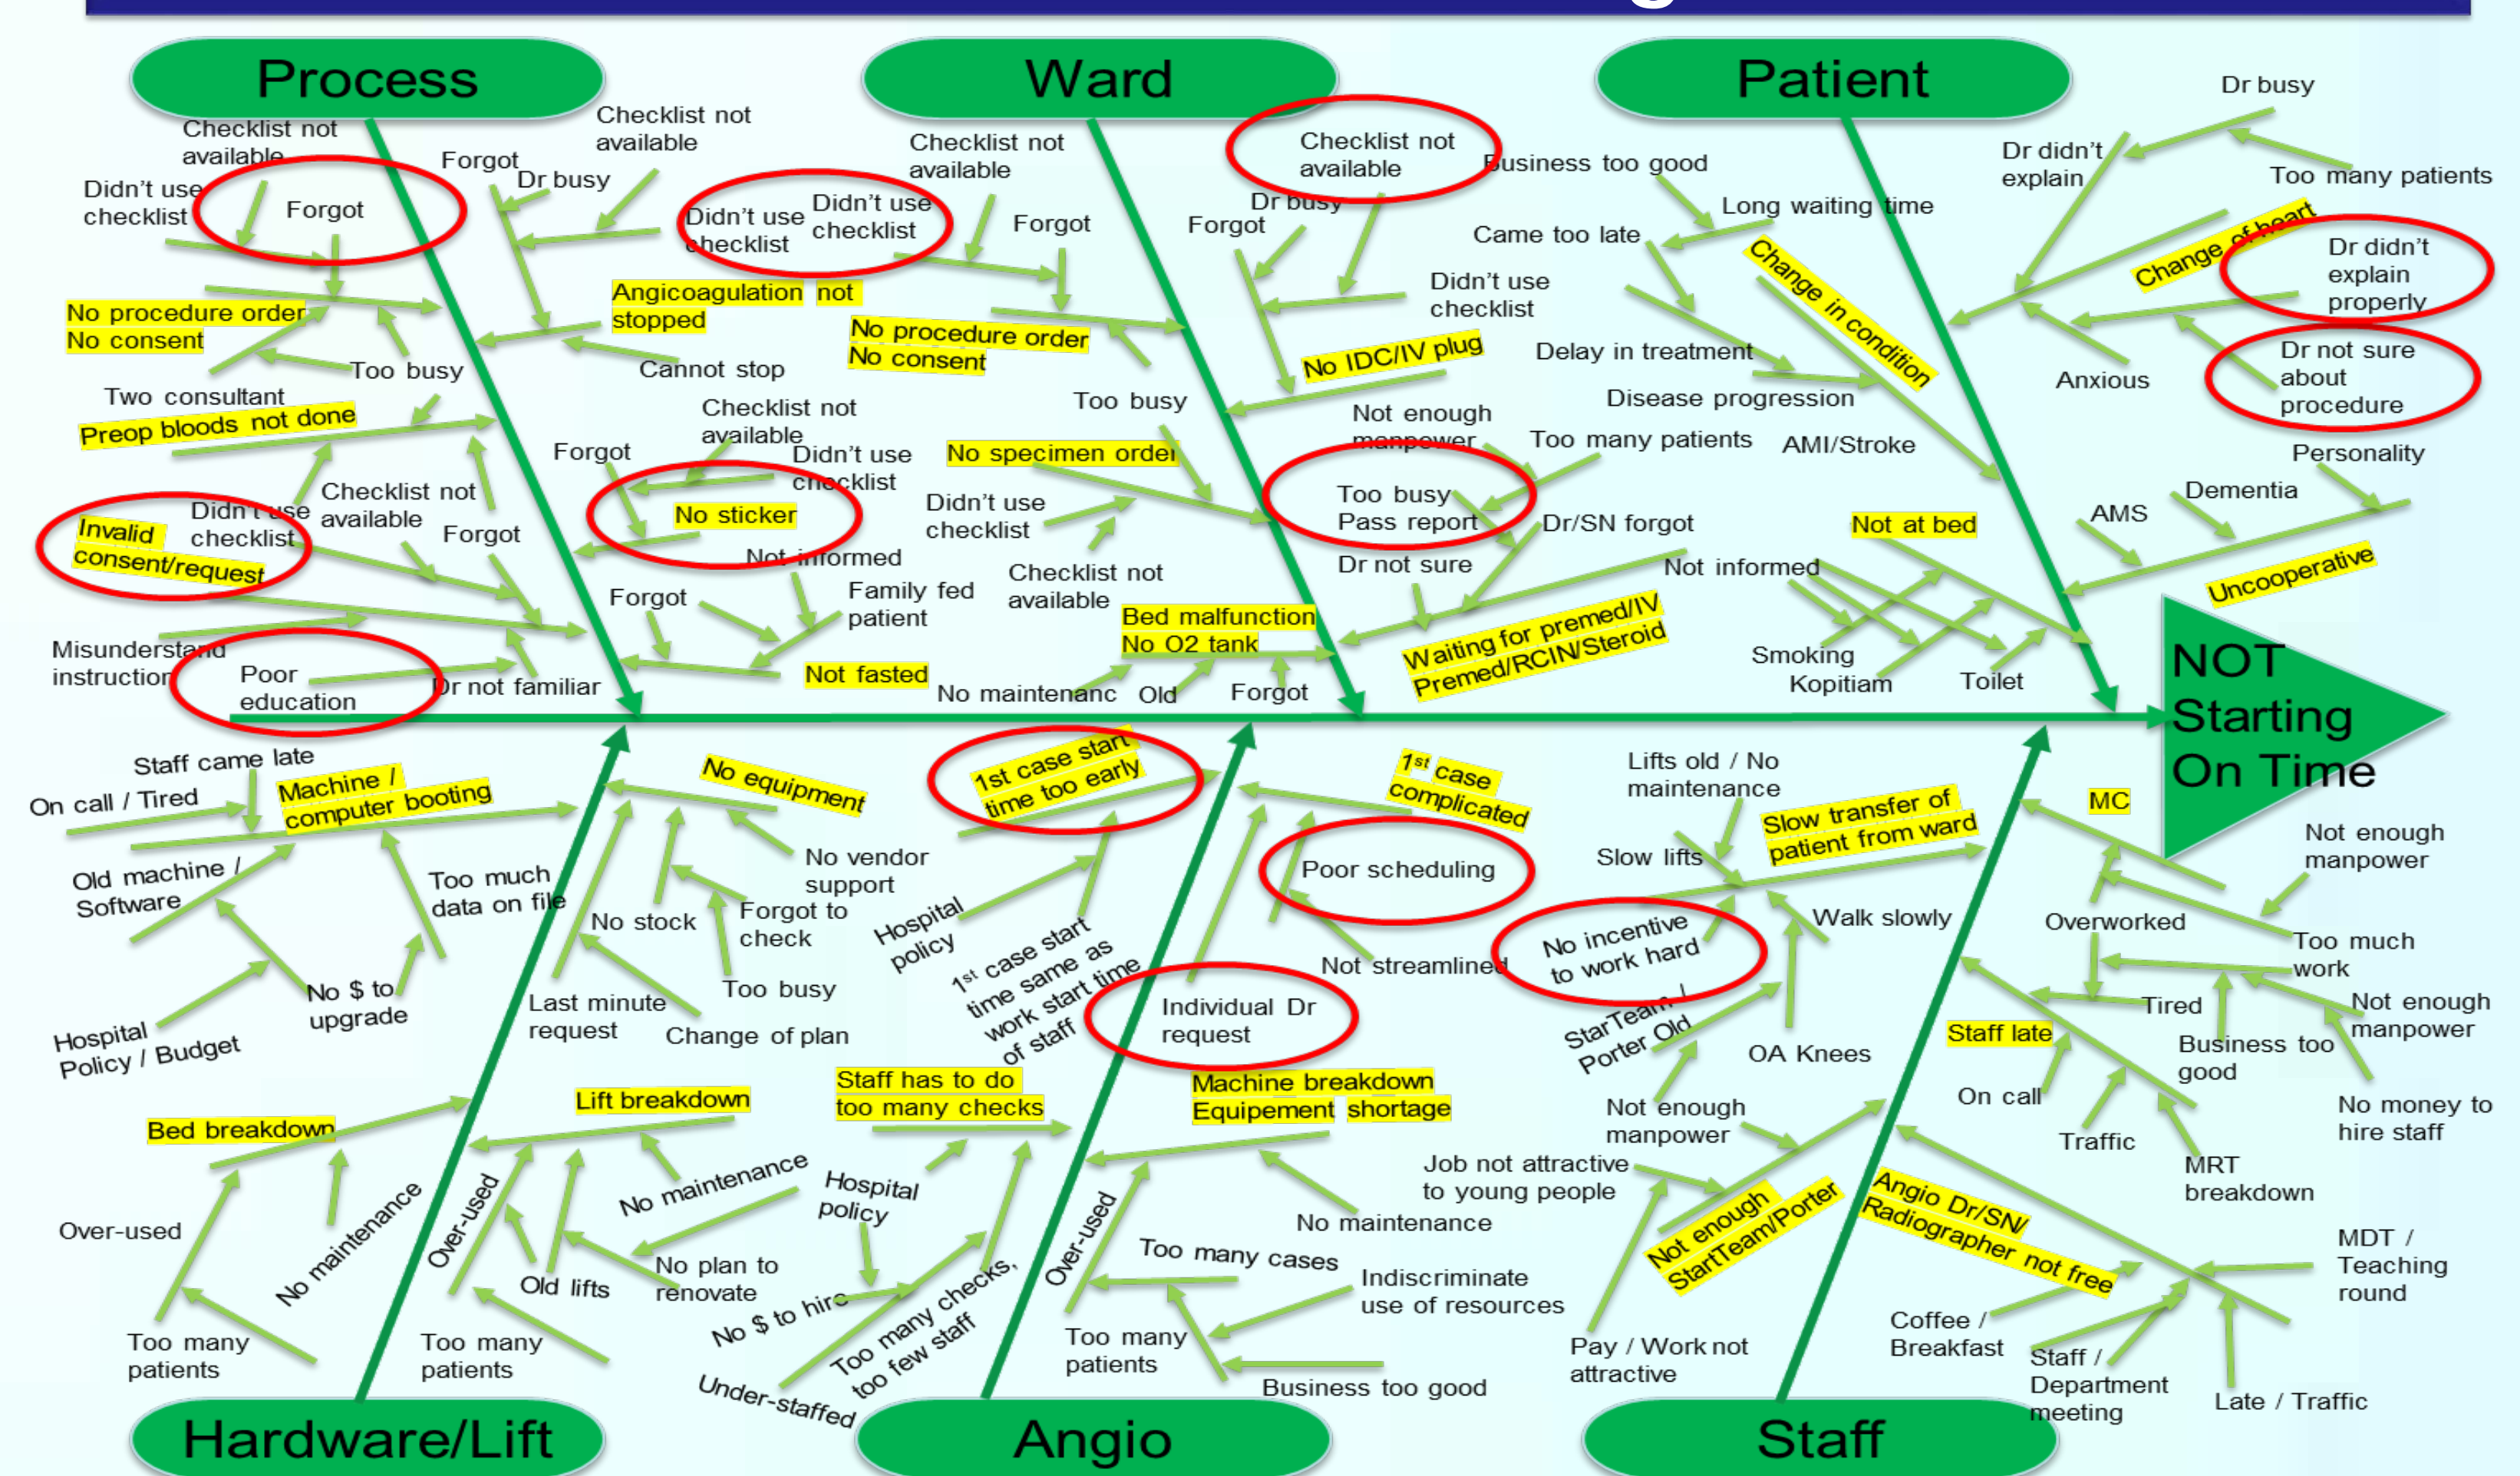 Process
Ward
Patient
Checklist not
available
Didn't use
checklist
Forgot
Forgot
Dr busy
Checklist not
available
No procedure order
No consent
Too busy
Two consultant
Angicoagulation not
stopped
Cannot stop
Preop bloods not done
Didn't use
checklist
Checklist not
available
Forgot
Invalid
consent/request
Misunderstand
instruction
Poor
education
Dr not familiar
Forgot
Checklist not
available
Didn't use
checklist
No sticker
Not informed
Forgot
Family fed
patient
Not fasted
Didn't use
checklist
Didn't use
checklist
Checklist not
available
Forgot
No procedure order
No consent
Too busy
Checklist not
available
Dr busy
Forgot
Didn't use
checklist
No IDC/IV plug
No specimen order
Didn't use
checklist
Checklist not
available
Not enough
manpower
Too many patients
Too busy
Pass report
Dr/SN forgot
Dr not sure
Waiting for premed/IV
Premed/RCIN/Steroid
Bed malfunction
No O2 tank
No maintenanc
Old
Forgot
Business too good
Long waiting time
Came too late
Change in condition
Delay in treatment
Disease progression
AMI/Stroke
Dr busy
Dr didn't
explain
Too many patients
Change of heart
Dr didn't
explain
properly
Anxious
Dr not sure
about
procedure
Personality
Dementia
AMS
Uncooperative
Not at bed
Not informed
Smoking
Kopitiam
Toilet
NOT
Starting
On Time
Staff came late
On call / Tired
Machine /
computer booting
Old machine /
Software
Too much
data on file
No $ to
upgrade
Hospital
Policy / Budget
No equipment
No vendor
support
No stock
Forgot to
check
Too busy
Last minute
request
Change of plan
Bed breakdown
Over-used
No maintenance
Too many
patients
Lift breakdown
Over-used
No maintenance
Old lifts
No plan to
renovate
Too many
patients
1st case start
time too early
Hospital
policy
1st case start
time same as
work start time
of staff
1st case
complicated
Poor scheduling
Not streamlined
Individual Dr
request
Staff has to do
too many checks
Hospital
policy
No $ to hire
Too many checks,
too few staff
Under-staffed
Machine breakdown
Equipement shortage
Over-used
No maintenance
Too many cases
Indiscriminate
use of resources
Too many
patients
Business too good
Lifts old / No
maintenance
Slow lifts
Slow transfer of
patient from ward
No incentive
to work hard
Walk slowly
StarTeam /
Porter Old
OA Knees
Not enough
manpower
Job not attractive
to young people
Not enough
StartTeam/Porter
Pay / Work not
attractive
MC
Not enough
manpower
Overworked
Too much
work
Tired
Not enough
manpower
Business too
good
No money to
hire staff
Staff late
On call
Traffic
MRT
breakdown
Angio Dr/SN/
Radiographer not free
MDT /
Teaching
round
Coffee /
Breakfast
Staff /
Department
meeting
Late / Traffic
Hardware/Lift
Angio
Staff